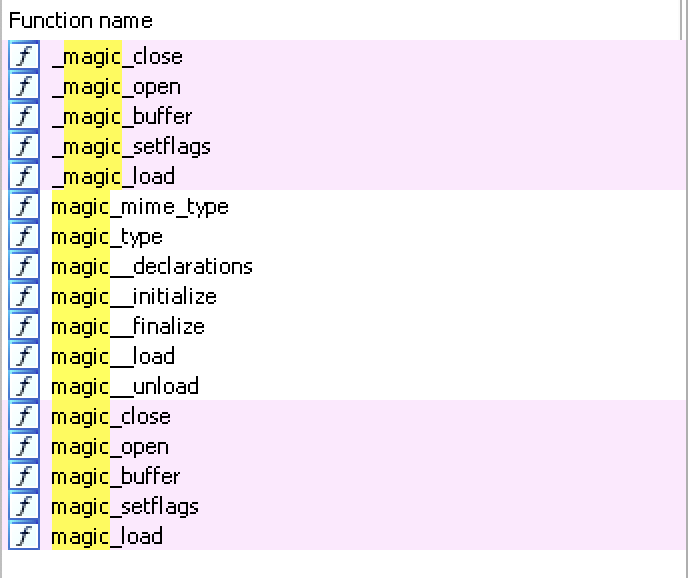 Function name
f _magic_close
f _magic_open
f _magic_buffer
f _magic_setflags
f _magic_load
f magic_mime_type
f magic_type
f magic__declarations
f magic__initialize
f magic__finalize
f magic__load
f magic__unload
f magic_close
f magic_open
f magic_buffer
f magic_setflags
f magic_load